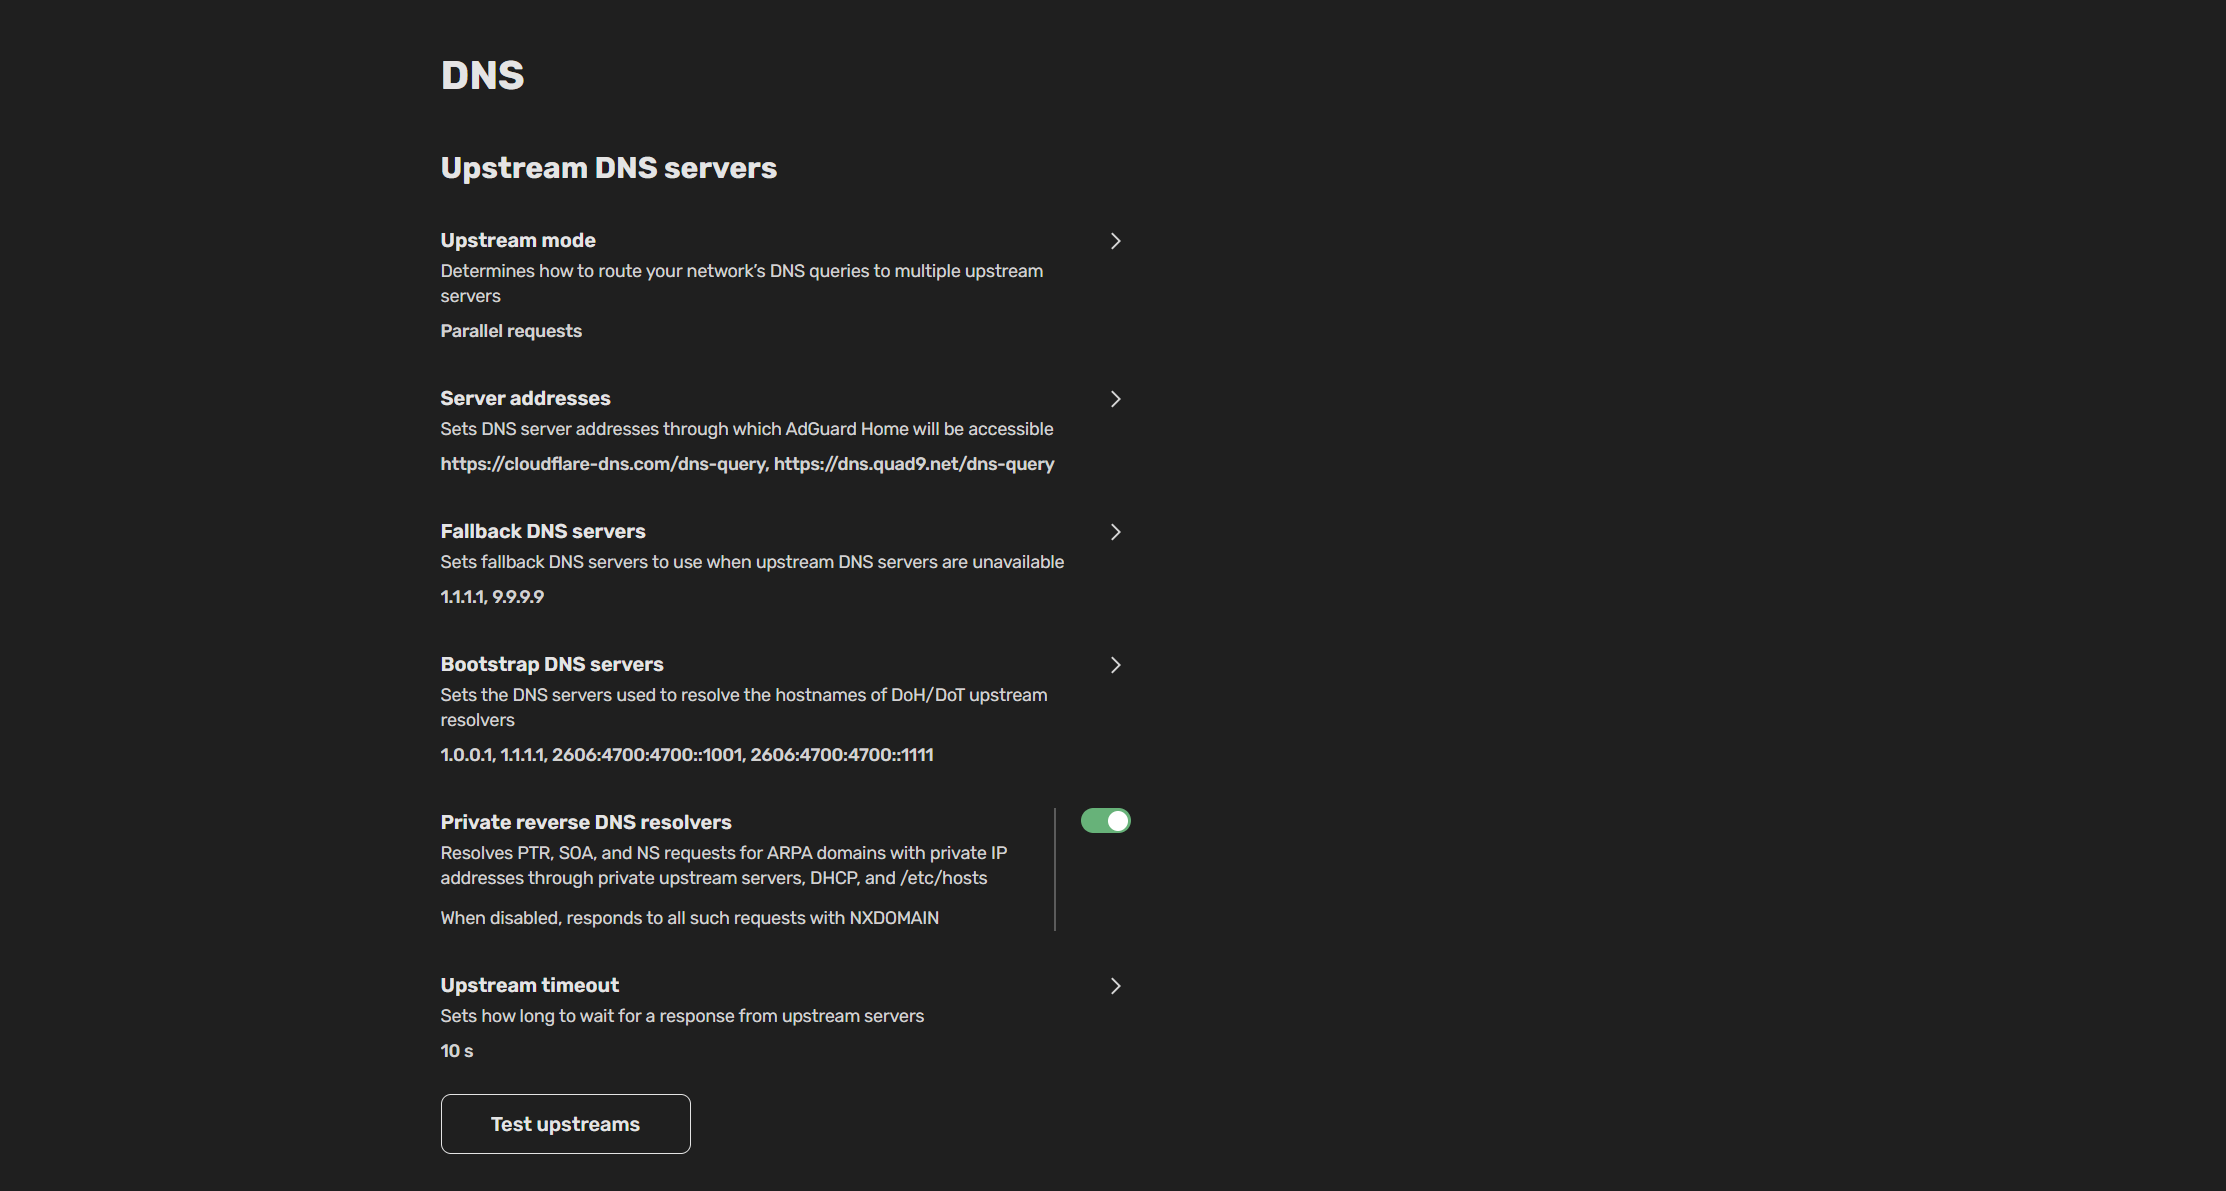 DNS
Upstream DNS servers
Upstream mode
Determines how to route your network’s DNS queries to multiple upstream
servers
Parallel requests
Server addresses
Sets DNS server addresses through which AdGuard Home will be accessible
https://cloudflare-dns.com/dns-query, https://dns.quad9.net/dns-query
Fallback DNS servers
Sets fallback DNS servers to use when upstream DNS servers are unavailable
1.1.1.1, 9.9.9.9
Bootstrap DNS servers
Sets the DNS servers used to resolve the hostnames of DoH/DoT upstream
resolvers
1.0.0.1, 1.1.1.1, 2606:4700:4700::1001, 2606:4700:4700::1111
Private reverse DNS resolvers
Resolves PTR, SOA, and NS requests for ARPA domains with private IP
addresses through private upstream servers, DHCP, and /etc/hosts
When disabled, responds to all such requests with NXDOMAIN
Upstream timeout
Sets how long to wait for a response from upstream servers
10 s
Test upstreams